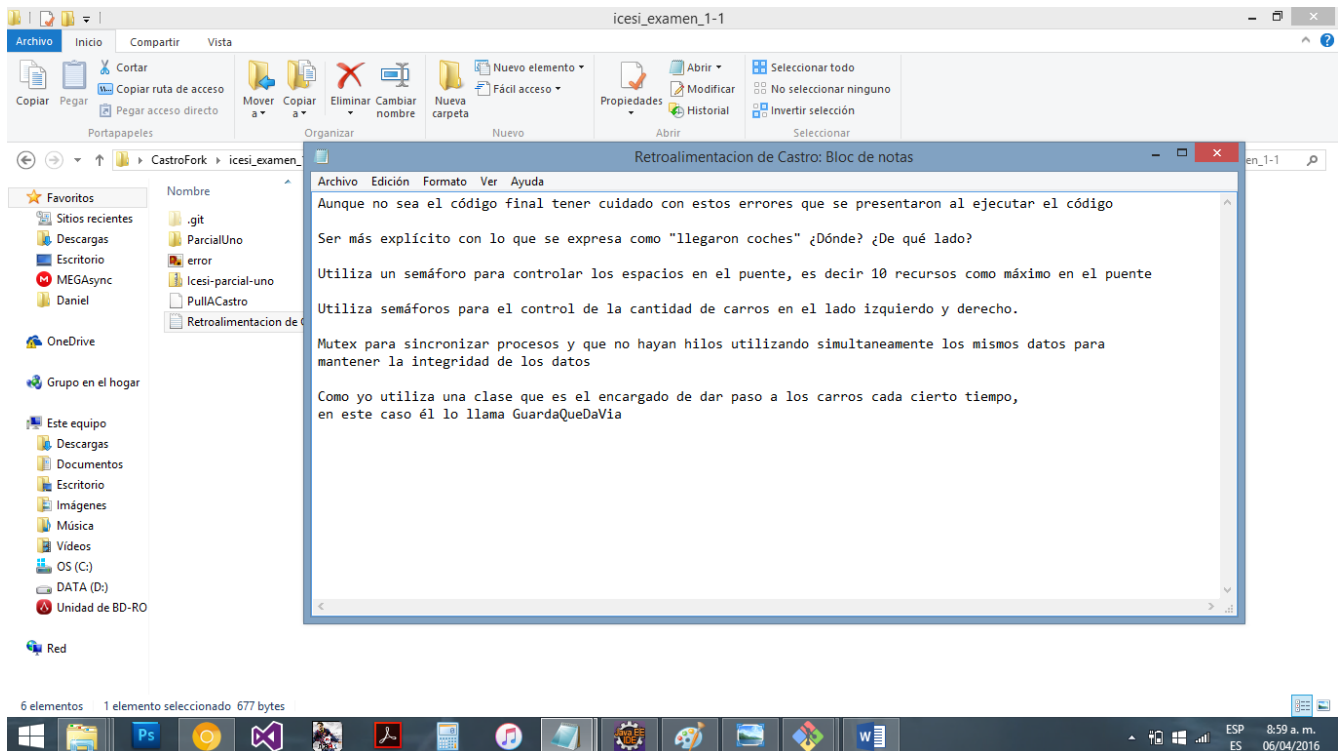 icesi_examen_1-1
Archivo Inicio Compartir Vista
Copiar
Pegar
Cortar
Copiar ruta de acceso
Pegar acceso directo
Portapapeles
Mover a
Copiar a
Eliminar
Cambiar nombre
Organizar
Nueva carpeta
Nuevo elemento
Fácil acceso
Nuevo
Propiedades
Abrir
Modificar
Historial
Abrir
Seleccionar todo
No seleccionar ninguno
Invertir selección
Seleccionar
CastroFork icesi_examen_
en_1-1
Favoritos
Sitios recientes
Descargas
Escritorio
MEGAsync
Daniel
OneDrive
Grupo en el hogar
Este equipo
Descargas
Documentos
Escritorio
Imágenes
Música
Vídeos
OS (C:)
DATA (D:)
Unidad de BD-RO
Red
Nombre
.git
ParcialUno
error
Icesi-parcial-uno
PullACastro
Retroalimentacion de C
Retroalimentacion de Castro: Bloc de notas
Archivo Edición Formato Ver Ayuda
Aunque no sea el código final tener cuidado con estos errores que se presentaron al ejecutar el código
Ser más explícito con lo que se expresa como "llegaron coches" ¿Dónde? ¿De qué lado?
Utiliza un semáforo para controlar los espacios en el puente, es decir 10 recursos como máximo en el puente
Utiliza semáforos para el control de la cantidad de carros en el lado izquierdo y derecho.
Mutex para sincronizar procesos y que no hayan hilos utilizando simultaneamente los mismos datos para
mantener la integridad de los datos
Como yo utiliza una clase que es el encargado de dar paso a los carros cada cierto tiempo,
en este caso él lo llama GuardaQueDaVia
6 elementos 1 elemento seleccionado 677 bytes
Ps
Java EE
IDE
ESP
ES
8:59 a. m.
06/04/2016